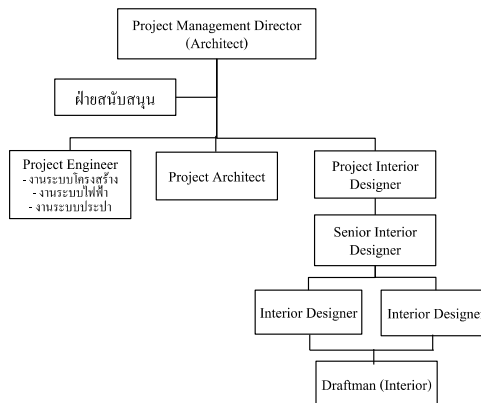 Project Management Director
(Architect)
ฝ่ายสนับสนุน
Project Engineer
- งานระบบโครงสร้าง
- งานระบบไฟฟ้า
- งานระบบประปา
Project Architect
Project Interior
Designer
Senior Interior
Designer
Interior Designer
Interior Designer
Draftman (Interior)